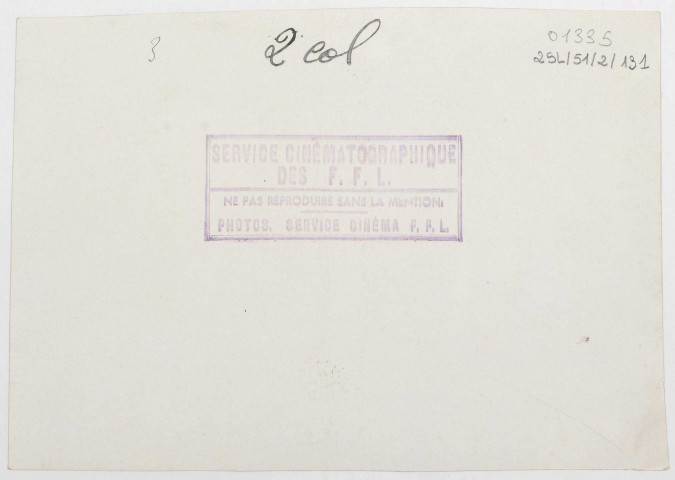 3
2 col
01335
2SL/51/2/131
SERVICE CINÉMATOGRAPHIQUE
DES F. F. L.
NE PAS REPRODUIRE SANS LA MENTION:
PHOTOS. SERVICE CINÉMA F. F. L.